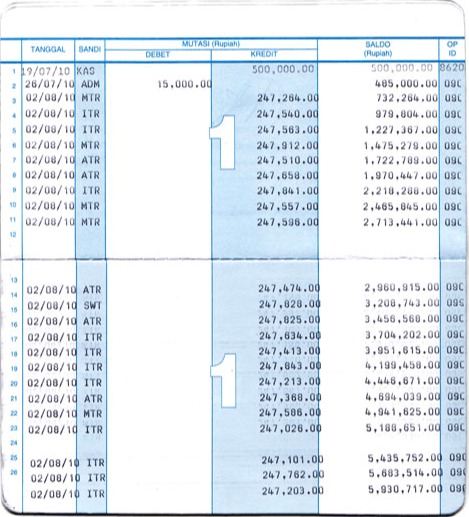 MUTASI (Rupiah)
TANGGAL SANDI DEBET KREDIT SALDO (Rupiah) OP ID
1 19/07/10 KAS 500,000.00 500,000.00 8620
2 26/07/10 ADM 15,000.00 485,000.00 09C
3 02/08/10 MTR 247,264.00 732,264.00 09C
4 02/08/10 ITR 247,540.00 979,804.00 09C
5 02/08/10 ITR 247,563.00 1,227,367.00 09C
6 02/08/10 MTR 247,912.00 1,475,279.00 09C
7 02/08/10 ATR 247,510.00 1,722,789.00 09C
8 02/08/10 ATR 247,658.00 1,970,447.00 09C
9 02/08/10 ITR 247,841.00 2,218,288.00 09C
10 02/08/10 MTR 247,557.00 2,465,845.00 09C
11 02/08/10 MTR 247,596.00 2,713,441.00 09C
12
1
13
14 02/08/10 ATR 247,474.00 2,960,915.00 09C
15 02/08/10 SWT 247,828.00 3,208,743.00 09C
16 02/08/10 ATR 247,825.00 3,456,568.00 09C
17 02/08/10 ITR 247,634.00 3,704,202.00 09C
18 02/08/10 ITR 247,413.00 3,951,615.00 09C
19 02/08/10 ITR 247,843.00 4,199,458.00 09C
20 02/08/10 ITR 247,213.00 4,446,671.00 09C
21 02/08/10 ATR 247,368.00 4,694,039.00 09C
22 02/08/10 MTR 247,586.00 4,941,625.00 09C
23 02/08/10 ITR 247,026.00 5,188,651.00 09C
24
25 02/08/10 ITR 247,101.00 5,435,752.00 09C
26 02/08/10 ITR 247,762.00 5,683,514.00 09C
02/08/10 ITR 247,203.00 5,930,717.00 09C
1